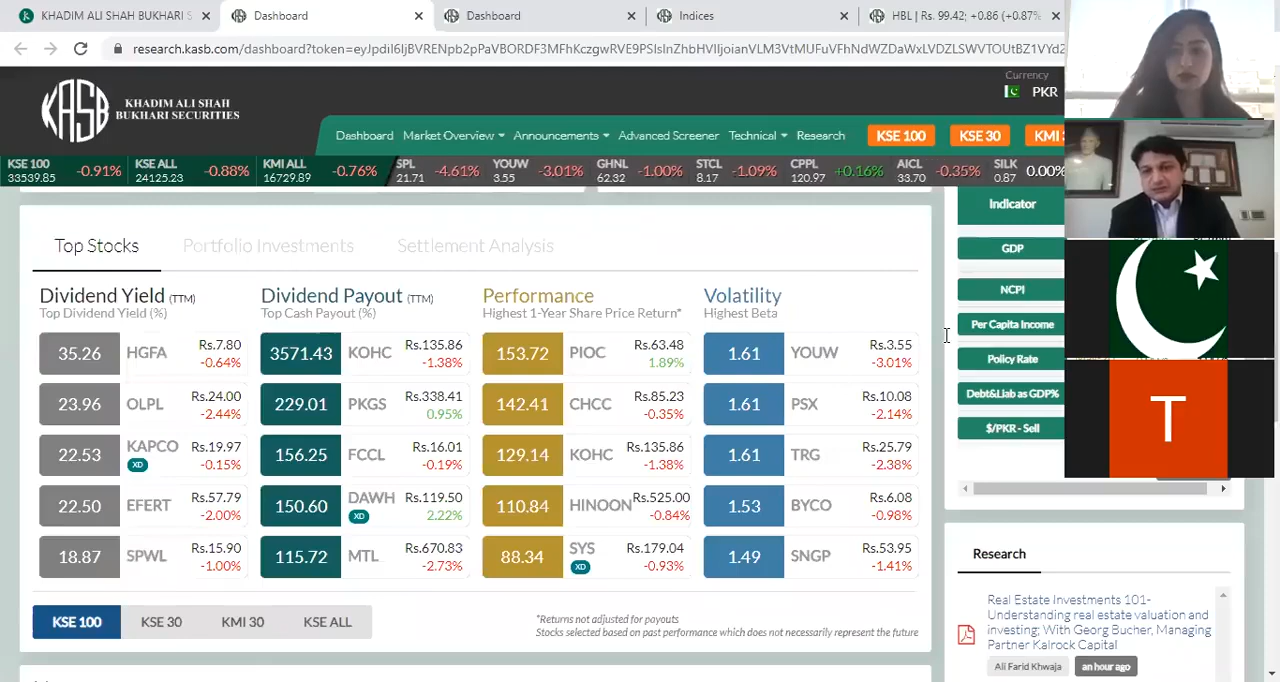 KHADIM ALI SHAH BUKHARI S
Dashboard
Dashboard
Indices
HBL | Rs. 99.42; +0.86 (+0.87%
KASB
KHADIM ALI SHAH
BUKHARI SECURITIES
Currency
PKR
Dashboard Market Overview Announcements Advanced Screener Technical Research KSE 100 KSE 30 KMI 3
KSE 100
33539.85
-0.91%
KSE ALL
24125.23
-0.88%
KMI ALL
16729.89
-0.76%
SPL
21.71
-4.61%
YOUW
3.55
-3.01%
GHNL
62.32
-1.00%
STCL
8.17
-1.09%
CPPL
120.97
+0.16%
AICL
33.70
-0.35%
SILK
0.87
0.00%
Top Stocks Portfolio Investments Settlement Analysis
Dividend Yield (TTM)
Top Dividend Yield (%)
35.26 HGFA Rs.7.80
-0.64%
23.96 OLPL Rs.24.00
-2.44%
22.53 KAPCO Rs.19.97
XD -0.15%
22.50 EFERT Rs.57.79
-2.00%
18.87 SPWL Rs.15.90
-1.00%
Dividend Payout (TTM)
Top Cash Payout (%)
3571.43 KOHC Rs.135.86
-1.38%
229.01 PKGS Rs.338.41
0.95%
156.25 FCCL Rs.16.01
-0.19%
150.60 DAWH Rs.119.50
XD 2.22%
115.72 MTL Rs.670.83
-2.73%
Performance
Highest 1-Year Share Price Return*
153.72 PIOC Rs.63.48
1.89%
142.41 CHCC Rs.85.23
-0.35%
129.14 KOHC Rs.135.86
-1.38%
110.84 HINOON Rs.525.00
-0.84%
88.34 SYS Rs.179.04
XD -0.93%
Volatility
Highest Beta
1.61 YOUW Rs.3.55
-3.01%
1.61 PSX Rs.10.08
-2.14%
1.61 TRG Rs.25.79
-2.38%
1.53 BYCO Rs.6.08
-0.98%
1.49 SNGP Rs.53.95
-1.41%
KSE 100 KSE 30 KMI 30 KSE ALL
*Returns not adjusted for payouts
Stocks selected based on past performance which does not necessarily represent the future
Indicator
GDP
NCPI
Per Capita Income
Policy Rate
Debt&Liab as GDP%
$/PKR - Sell
T
Research
Real Estate Investments 101-
Understanding real estate valuation and
investing; With Georg Bucher, Managing
Partner Kalrock Capital
Ali Farid Khwaja an hour ago